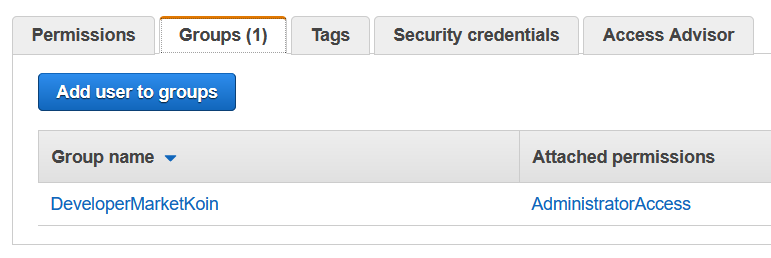 Permissions Groups (1) Tags Security credentials Access Advisor
Add user to groups
Group name Attached permissions
DeveloperMarketKoin AdministratorAccess